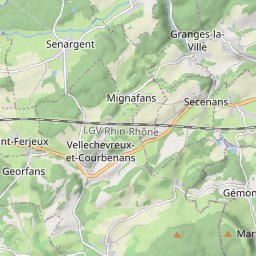 Granges-la-
Ville
Senargent
Mignafans
Secenans
LGV Rhin-Rhône
nt-Ferjeux
Vellechevreux-
et-Courbenans
Georfans
Gémon
Mar